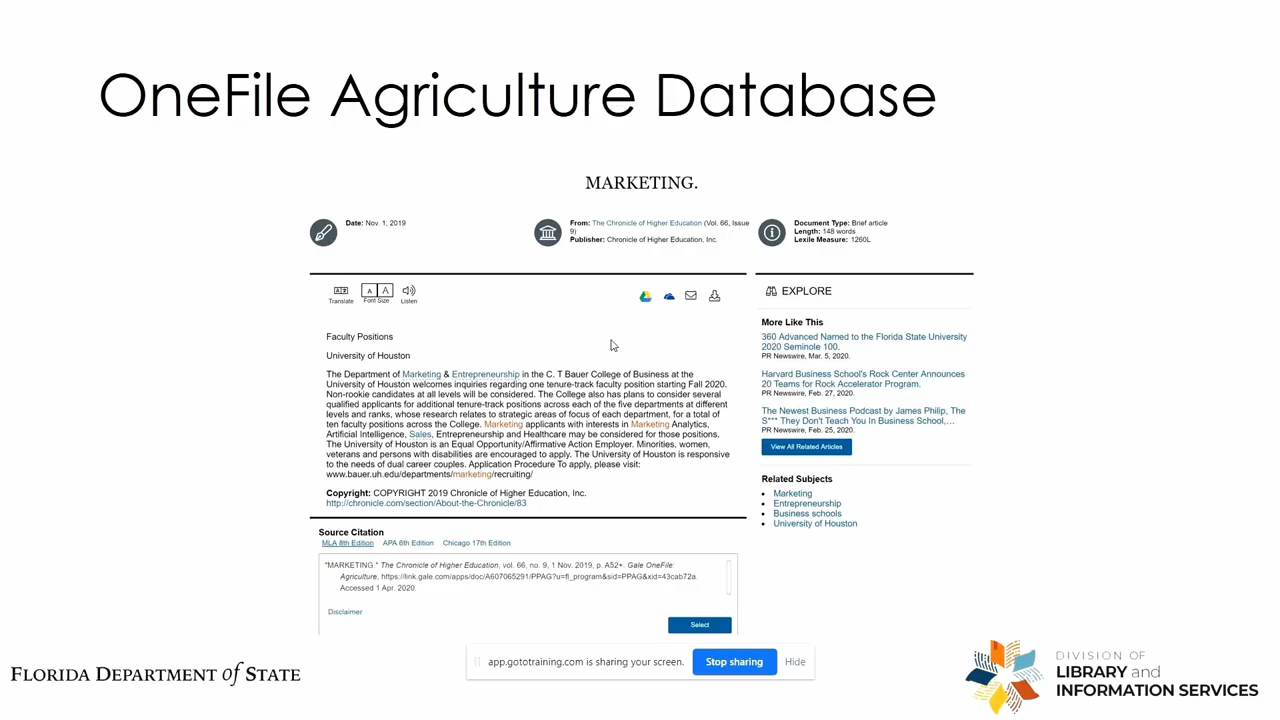 OneFile Agriculture Database
MARKETING.
Date: Nov. 1, 2019
From: The Chronicle of Higher Education (Vol. 66, Issue
9)
Publisher: Chronicle of Higher Education, Inc.
Document Type: Brief article
Length: 148 words
Lexile Measure: 1260L
Translate
A A
Font Size
Listen
Faculty Positions
University of Houston
The Department of Marketing & Entrepreneurship in the C. T Bauer College of Business at the
University of Houston welcomes inquiries regarding one tenure-track faculty position starting Fall 2020.
Non-rookie candidates at all levels will be considered. The College also has plans to consider several
qualified applicants for additional tenure-track positions across each of the five departments at different
levels and ranks, whose research relates to strategic areas of focus of each department, for a total of
ten faculty positions across the College. Marketing applicants with interests in Marketing Analytics,
Artificial Intelligence, Sales, Entrepreneurship and Healthcare may be considered for those positions.
The University of Houston is an Equal Opportunity/Affirmative Action Employer. Minorities, women,
veterans and persons with disabilities are encouraged to apply. The University of Houston is responsive
to the needs of dual career couples. Application Procedure To apply, please visit:
www.bauer.uh.edu/departments/marketing/recruiting/
Copyright: COPYRIGHT 2019 Chronicle of Higher Education, Inc.
http://chronicle.com/section/About-the-Chronicle/83
Source Citation
MLA 8th Edition APA 6th Edition Chicago 17th Edition
"MARKETING." The Chronicle of Higher Education, vol. 66, no. 9, 1 Nov. 2019, p. A52+. Gale OneFile:
Agriculture, https://link.gale.com/apps/doc/A607065291/PPAG?u=fl_program&sid=PPAG&xid=43cab72a.
Accessed 1 Apr. 2020.
Disclaimer
Select
EXPLORE
More Like This
360 Advanced Named to the Florida State University
2020 Seminole 100.
PR Newswire, Mar. 5, 2020.
Harvard Business School's Rock Center Announces
20 Teams for Rock Accelerator Program.
PR Newswire, Feb. 27, 2020.
The Newest Business Podcast by James Philip, The
S*** They Don't Teach You In Business School,...
PR Newswire, Feb. 25, 2020.
View All Related Articles
Related Subjects
Marketing
Entrepreneurship
Business schools
University of Houston
app.gototraining.com is sharing your screen.
Stop sharing
Hide
FLORIDA DEPARTMENT of STATE
DIVISION OF
LIBRARY and
INFORMATION SERVICES